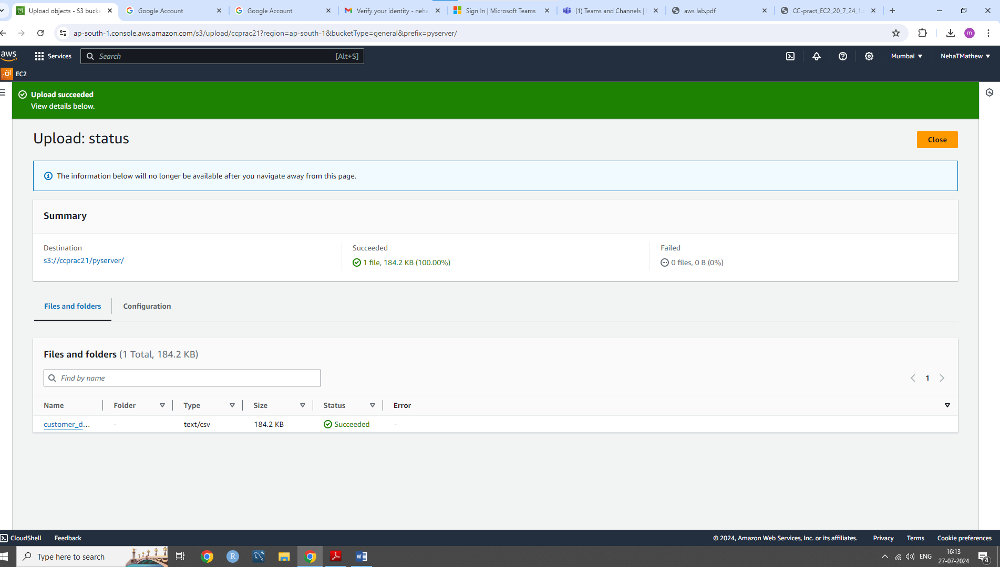 Upload objects - S3 bucke
Google Account
Google Account
Verify your identity - neha
Sign In | Microsoft Teams
(1) Teams and Channels |
aws lab.pdf
CC-pract_EC2_20_7_24_1.
ap-south-1.console.aws.amazon.com/s3/upload/ccprac21?region=ap-south-1&bucketType=general&prefix=pyserver/
m
aws
Services
Search
[Alt+S]
Mumbai
NehaTMathew
EC2
Upload succeeded
View details below.
Upload: status
Close
The information below will no longer be available after you navigate away from this page.
Summary
Destination
s3://ccprac21/pyserver/
Succeeded
1 file, 184.2 KB (100.00%)
Failed
0 files, 0 B (0%)
Files and folders
Configuration
Files and folders (1 Total, 184.2 KB)
Find by name
1
Name Folder Type Size Status Error
customer_d... - text/csv 184.2 KB Succeeded -
CloudShell Feedback
© 2024, Amazon Web Services, Inc. or its affiliates. Privacy Terms Cookie preferences
Type here to search
R
ENG
16:13
27-07-2024
4